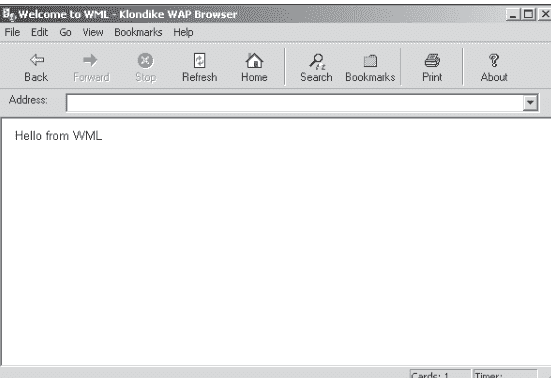 Welcome to WML - Klondike WAP Browser
File Edit Go View Bookmarks Help
Back Forward Stop Refresh Home Search Bookmarks Print About
Address:
Hello from WML
Cards: 1 Timer: